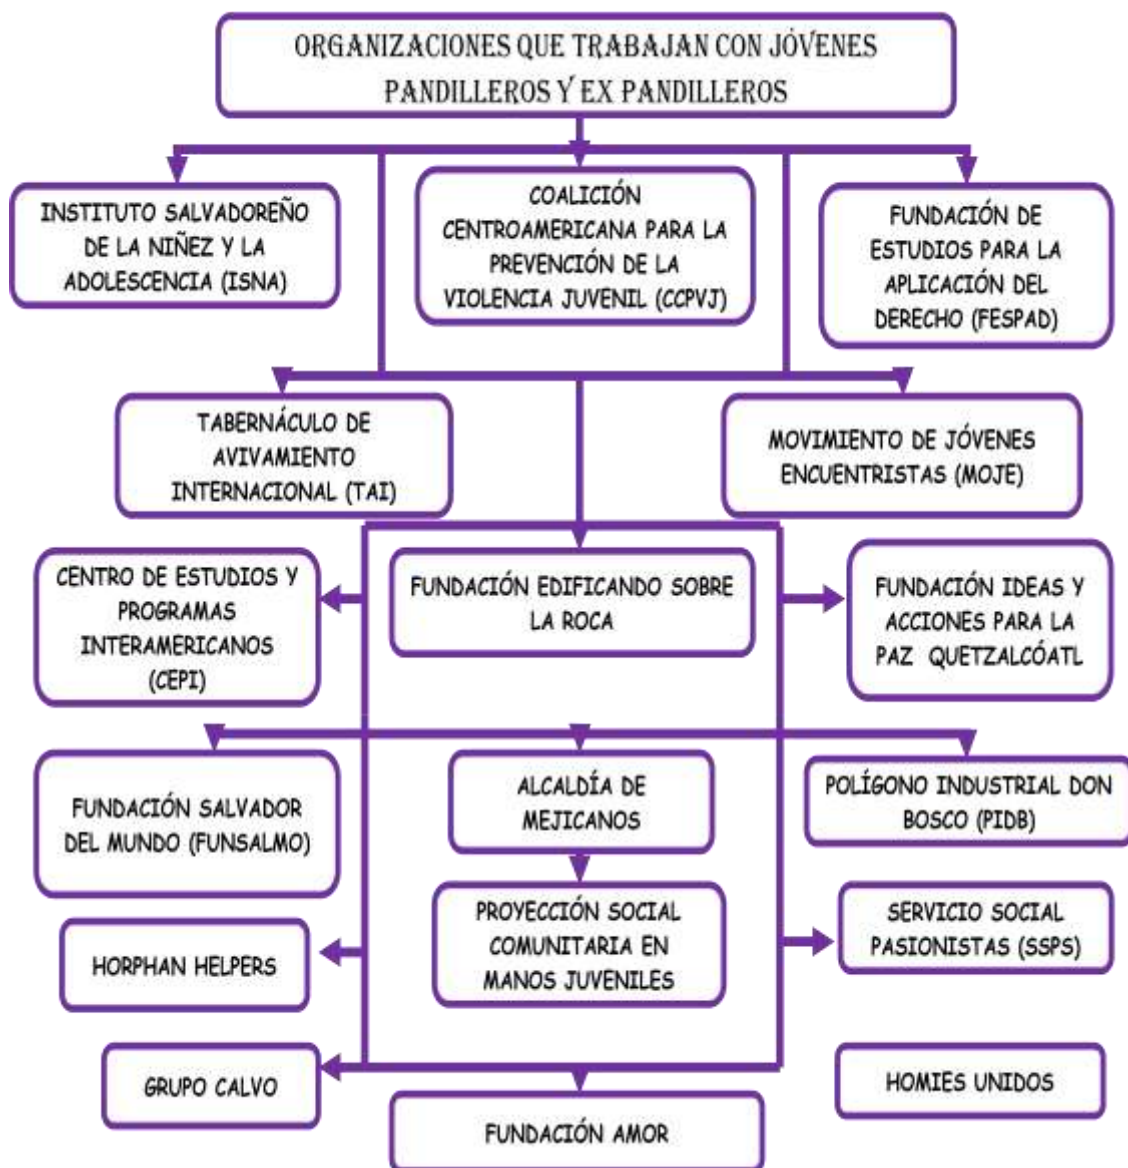 ORGANIZACIONES QUE TRABAJAN CON JÓVENES
PANDILLEROS Y EX PANDILLEROS
INSTITUTO SALVADOREÑO
DE LA NIÑEZ Y LA
ADOLESCENCIA (ISNA)
COALICIÓN
CENTROAMERICANA PARA LA
PREVENCIÓN DE LA
VIOLENCIA JUVENIL (CCPVJ)
FUNDACIÓN DE
ESTUDIOS PARA LA
APLICACIÓN DEL
DERECHO (FESPAD)
TABERNÁCULO DE
AVIVAMIENTO
INTERNACIONAL (TAI)
MOVIMIENTO DE JÓVENES
ENCUENTRISTAS (MOJE)
CENTRO DE ESTUDIOS Y
PROGRAMAS
INTERAMERICANOS
(CEPI)
FUNDACIÓN EDIFICANDO SOBRE
LA ROCA
FUNDACIÓN IDEAS Y
ACCIONES PARA LA
PAZ QUETZALCÓATL
FUNDACIÓN SALVADOR
DEL MUNDO (FUNSALMO)
ALCALDÍA DE
MEJICANOS
POLÍGONO INDUSTRIAL DON
BOSCO (PIDB)
HORPHAN HELPERS
PROYECCIÓN SOCIAL
COMUNITARIA EN
MANOS JUVENILES
SERVICIO SOCIAL
PASIONISTAS (SSPS)
GRUPO CALVO
FUNDACIÓN AMOR
HOMIES UNIDOS